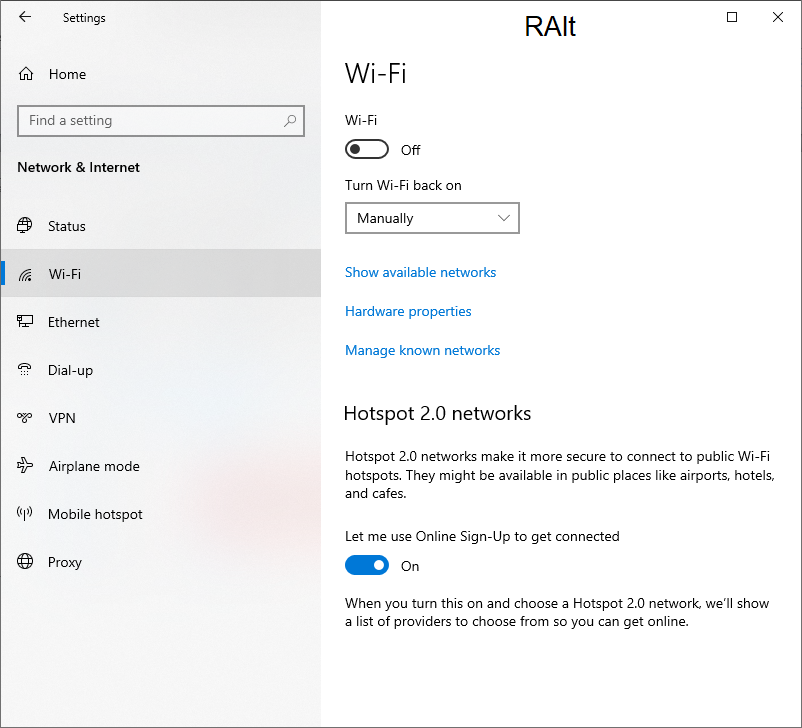 Settings
RAlt
Home
Find a setting
Network & Internet
Status
Wi-Fi
Ethernet
Dial-up
VPN
Airplane mode
Mobile hotspot
Proxy
Wi-Fi
Wi-Fi
Off
Turn Wi-Fi back on
Manually
Show available networks
Hardware properties
Manage known networks
Hotspot 2.0 networks
Hotspot 2.0 networks make it more secure to connect to public Wi-Fi
hotspots. They might be available in public places like airports, hotels,
and cafes.
Let me use Online Sign-Up to get connected
On
When you turn this on and choose a Hotspot 2.0 network, we'll show
a list of providers to choose from so you can get online.